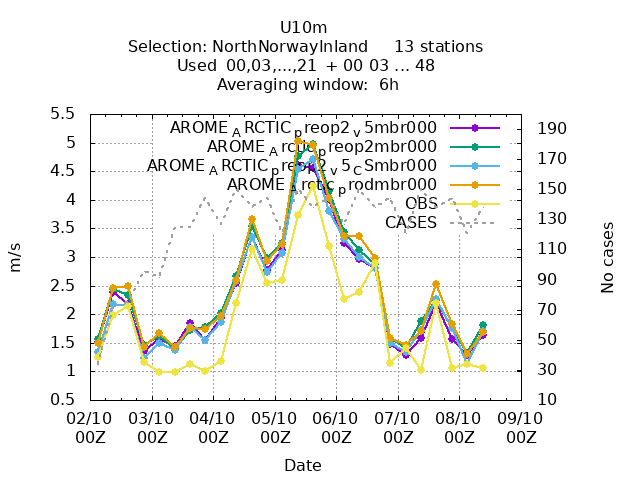 U10m
Selection: NorthNorwayInland 13 stations
Used 00,03,...,21 + 00 03 ... 48
Averaging window: 6h
AROME_ARCTIC_preop2_v5mbr000
AROME_Arctic_preop2mbr000
AROME_ARCTIC_preop2_v5_CSmbr000
AROME_Arctic_prodmbr000
OBS
CASES
5.5
5
4.5
4
3.5
3
2.5
2
1.5
1
0.5
m/s
190
170
150
130
110
90
70
50
30
10
No cases
02/10 03/10 04/10 05/10 06/10 07/10 08/10 09/10
00Z 00Z 00Z 00Z 00Z 00Z 00Z 00Z
Date